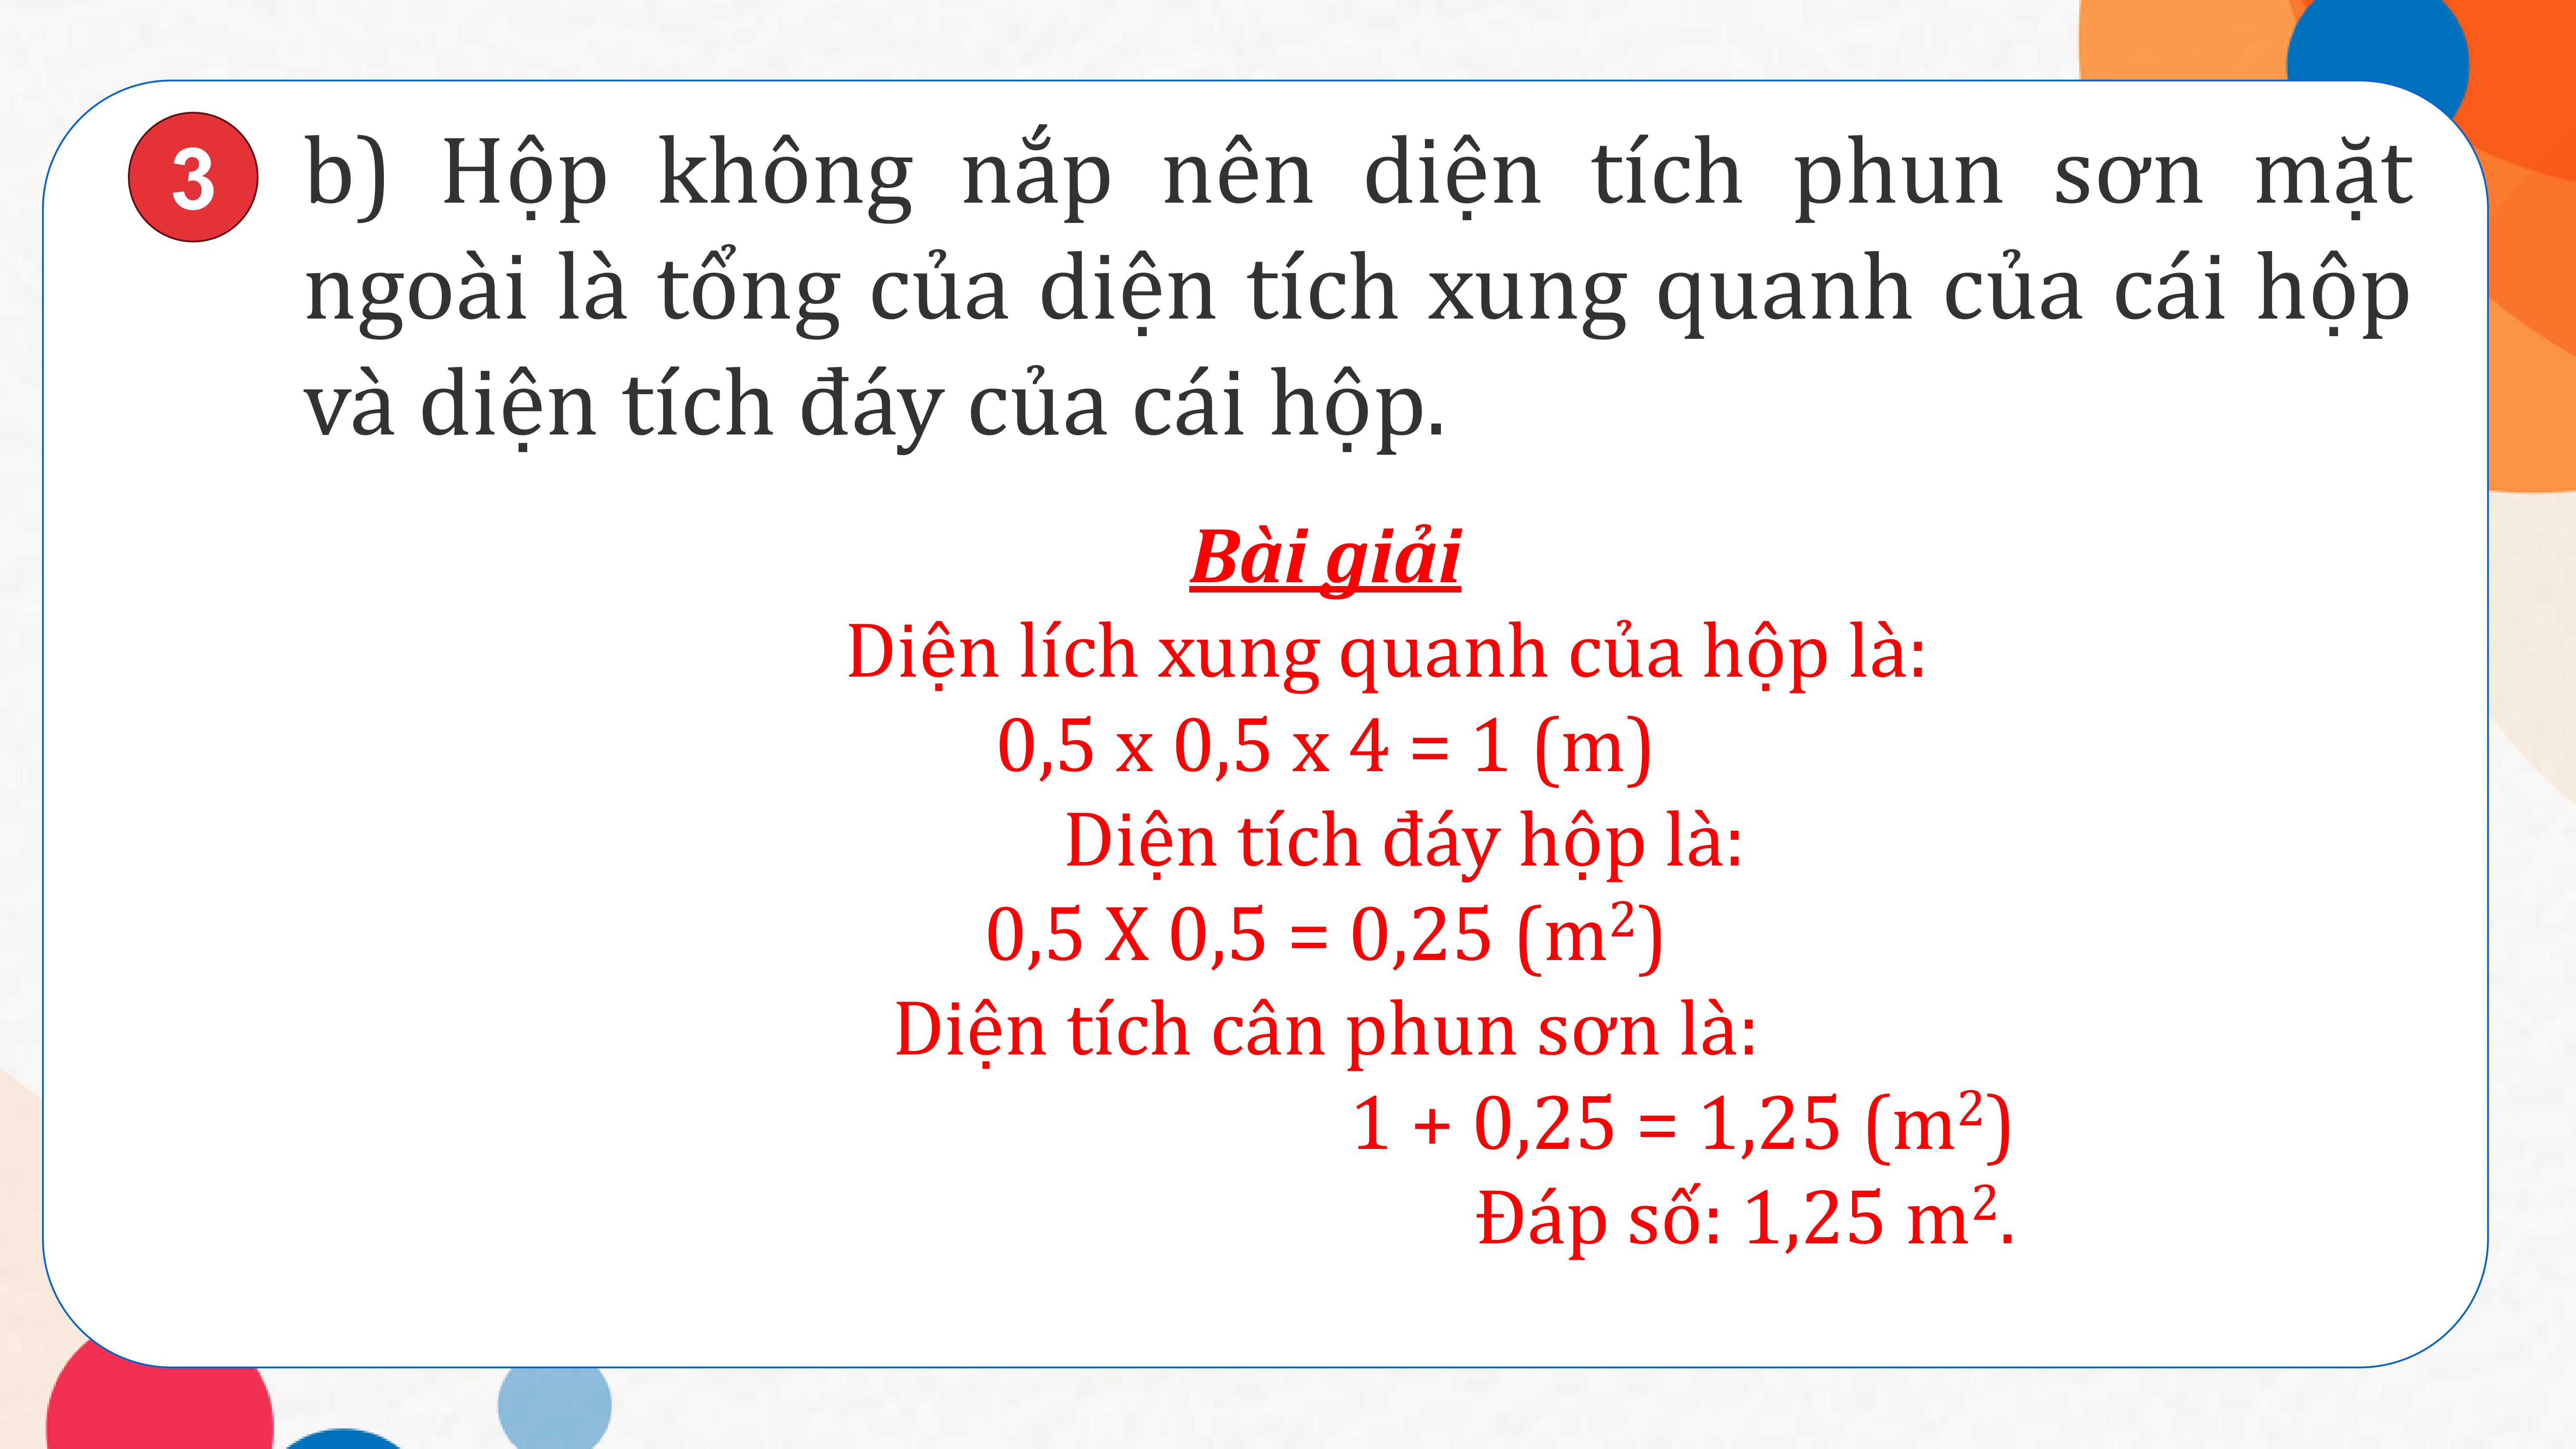 3
b) Hộp không nắp nên diện tích phun sơn mặt
ngoài là tổng của diện tích xung quanh của cái hộp
và diện tích đáy của cái hộp.
Bài giải
Diện lích xung quanh của hộp là:
0,5 x 0,5 x 4 = 1 (m)
Diện tích đáy hộp là:
0,5 X 0,5 = 0,25 (m²)
Diện tích cân phun sơn là:
1 + 0,25 = 1,25 (m²)
Đáp số: 1,25 m².